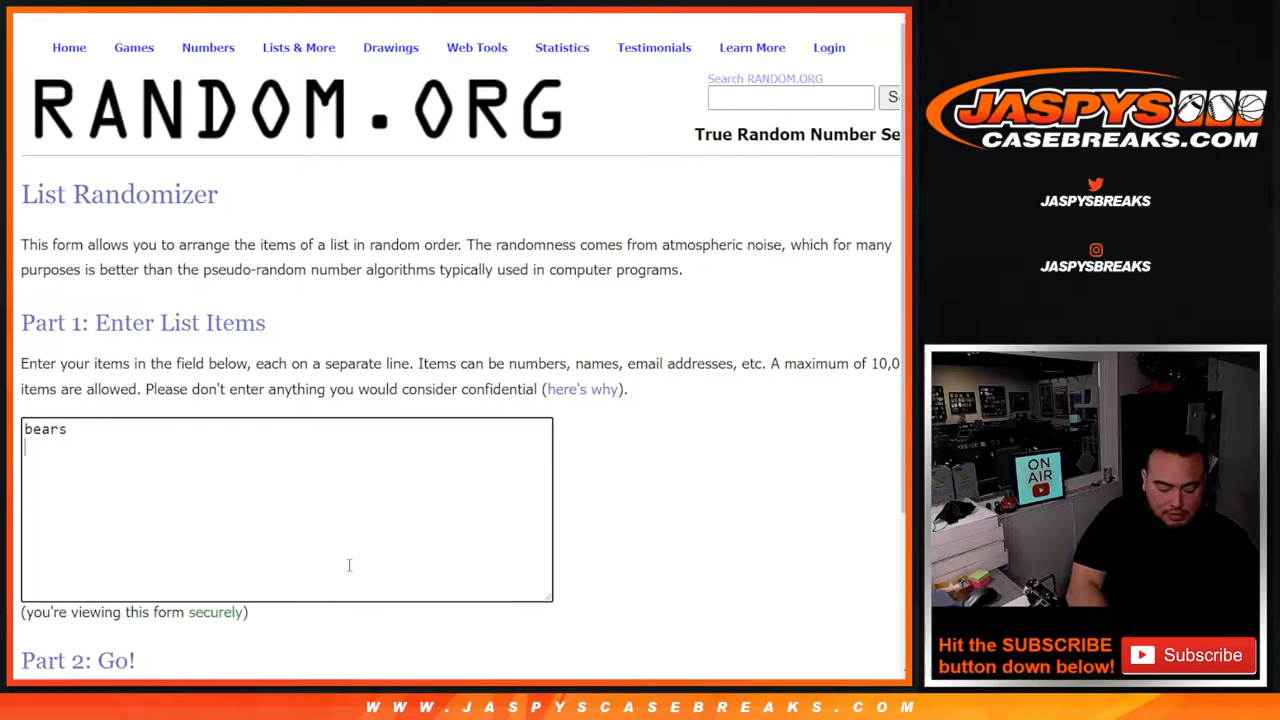 Home Games Numbers Lists & More Drawings Web Tools Statistics Testimonials Learn More Login
Search RANDOM.ORG
RANDOM.ORG
True Random Number Se
List Randomizer
This form allows you to arrange the items of a list in random order. The randomness comes from atmospheric noise, which for many
purposes is better than the pseudo-random number algorithms typically used in computer programs.
Part 1: Enter List Items
Enter your items in the field below, each on a separate line. Items can be numbers, names, email addresses, etc. A maximum of 10,0
items are allowed. Please don't enter anything you would consider confidential (here's why).
bears
(you're viewing this form securely)
Part 2: Go!
JASPYS
CASEBREAKS.COM
JASPYSBREAKS
JASPYSBREAKS
ON
AIR
Hit the SUBSCRIBE
button down below!
Subscribe
WWW.JASPYSCASEBREAKS.COM